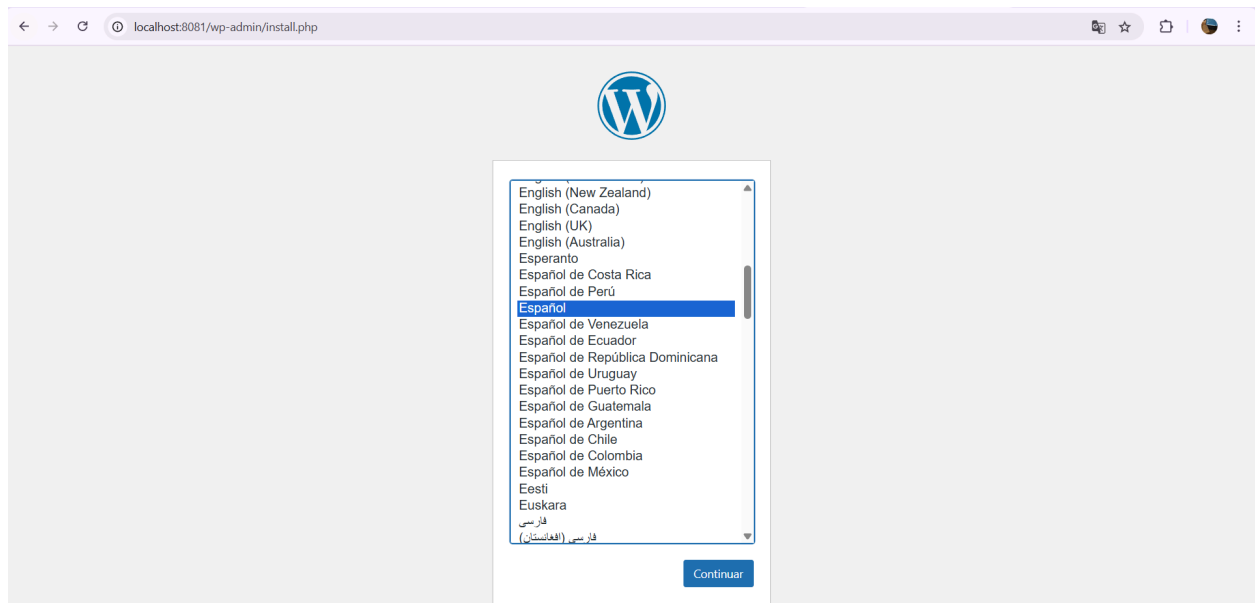 localhost:8081/wp-admin/install.php
English (New Zealand)
English (Canada)
English (UK)
English (Australia)
Esperanto
Español de Costa Rica
Español de Perú
Español
Español de Venezuela
Español de Ecuador
Español de República Dominicana
Español de Uruguay
Español de Puerto Rico
Español de Guatemala
Español de Argentina
Español de Chile
Español de Colombia
Español de México
Eesti
Euskara
فارسی
(فارسی (افغانستان
Continuar